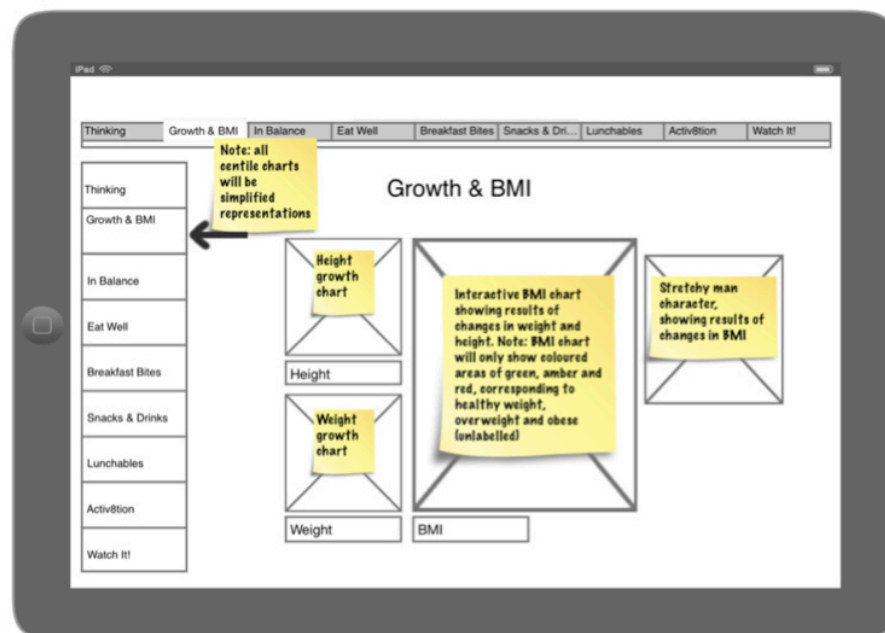 iPad
Thinking Growth & BMI In Balance Eat Well Breakfast Bites Snacks & Dri... Lunchables Activ8tion Watch It!
Note: all
centile charts
will be
simplified
representations
Thinking
Growth & BMI
In Balance
Eat Well
Breakfast Bites
Snacks & Drinks
Lunchables
Activ8tion
Watch It!
Growth & BMI
Height
growth
chart
Height
Weight
growth
chart
Weight
Interactive BMI chart
showing results of
changes in weight and
height. Note: BMI chart
will only show coloured
areas of green, amber and
red, corresponding to
healthy weight,
overweight and obese
(unlabelled)
BMI
Stretchy man
character,
showing results of
changes in BMI